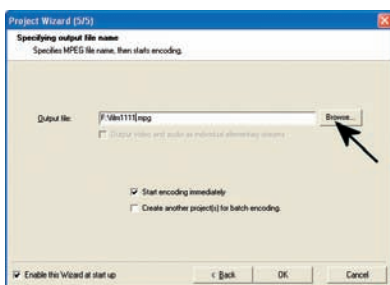 Project Wizard (5/5)
Specifying output file name
Specifies MPEG file name, then starts encoding.
Output file: F:\film1111.mpg Browse...
Output video and audio as individual elementary streams
Start encoding immediately
Create another project(s) for batch encoding.
Enable this Wizard at start up < Back OK Cancel